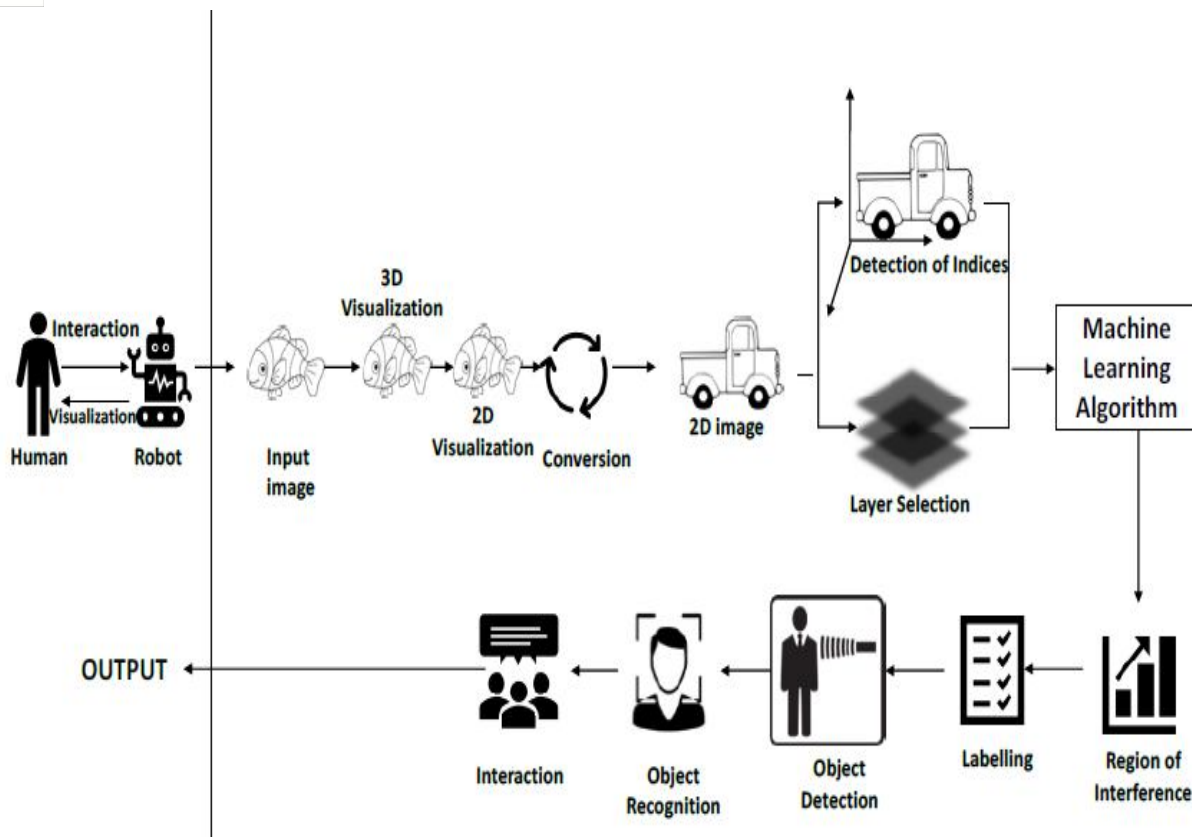 Interaction
Visualization
Human
Robot
Input
image
3D
Visualization
2D
Visualization
Conversion
2D image
Detection of Indices
Layer Selection
Machine
Learning
Algorithm
OUTPUT
Interaction
Object
Recognition
Object
Detection
Labelling
Region of
Interference